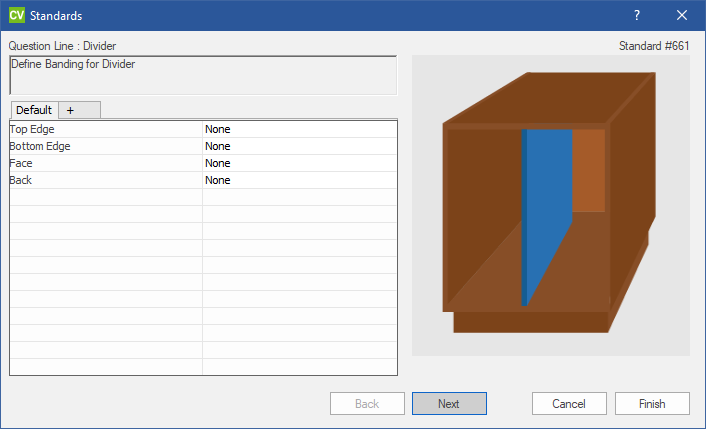 CV Standards ?
Question Line : Divider Standard #661
Define Banding for Divider
Default +
Top Edge None
Bottom Edge None
Face None
Back None
Back Next Cancel Finish